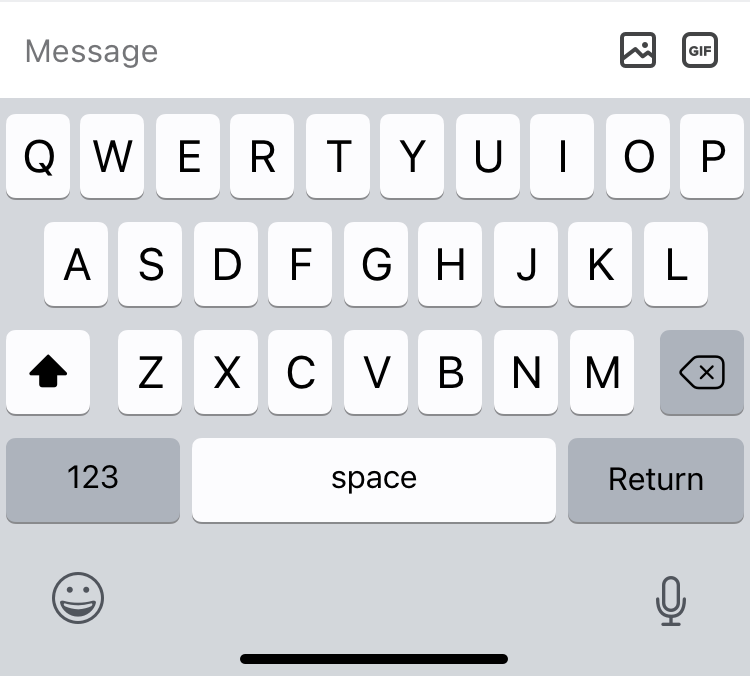 Message GIF
Q W E R T Y U I O P
A S D F G H J K L
Z X C V B N M
123 space Return